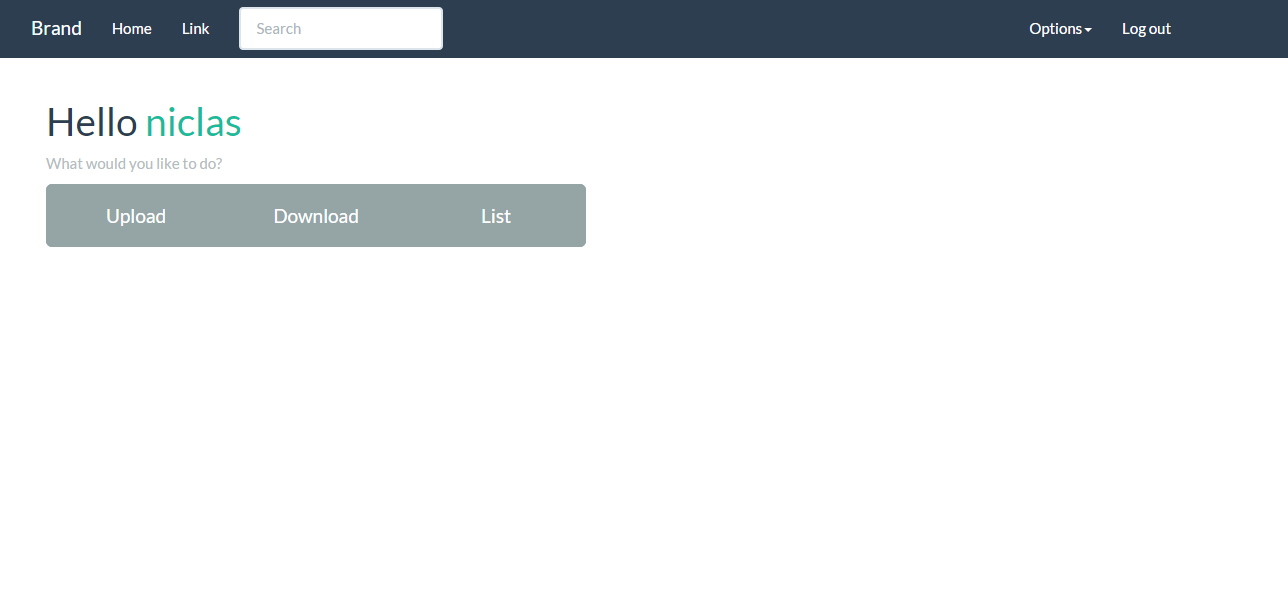 Brand Home Link Search Options Log out
Hello niclas
What would you like to do?
Upload Download List